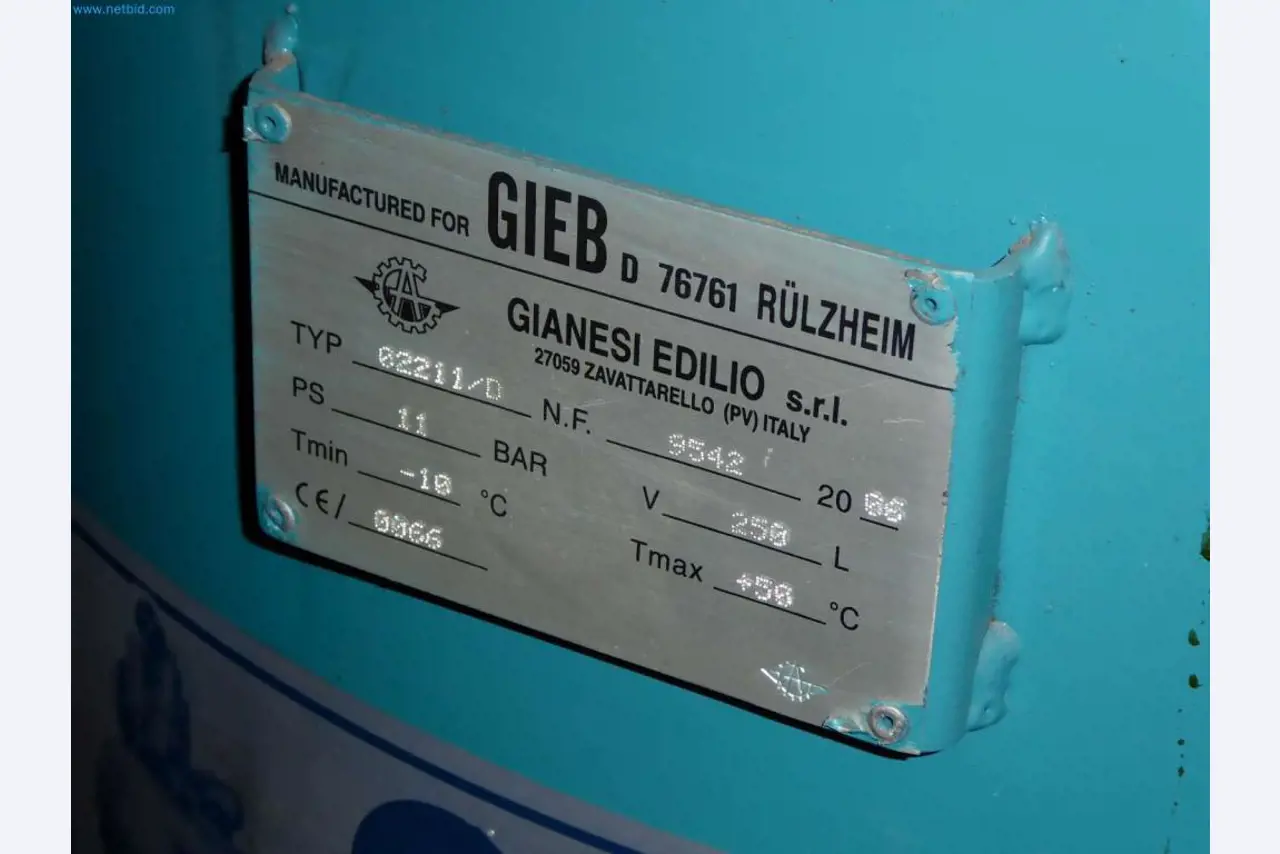 www.netbid.com
MANUFACTURED FOR GIEB D 76761 RÜLZHEIM
GIANESI EDILIO s.r.l.
27059 ZAVATTARELLO (PV) ITALY
TYP 02211/D N.F. 9542 20 06
PS 11 BAR V 250 L
Tmin -10 °C Tmax +50 °C
CE/ 0066